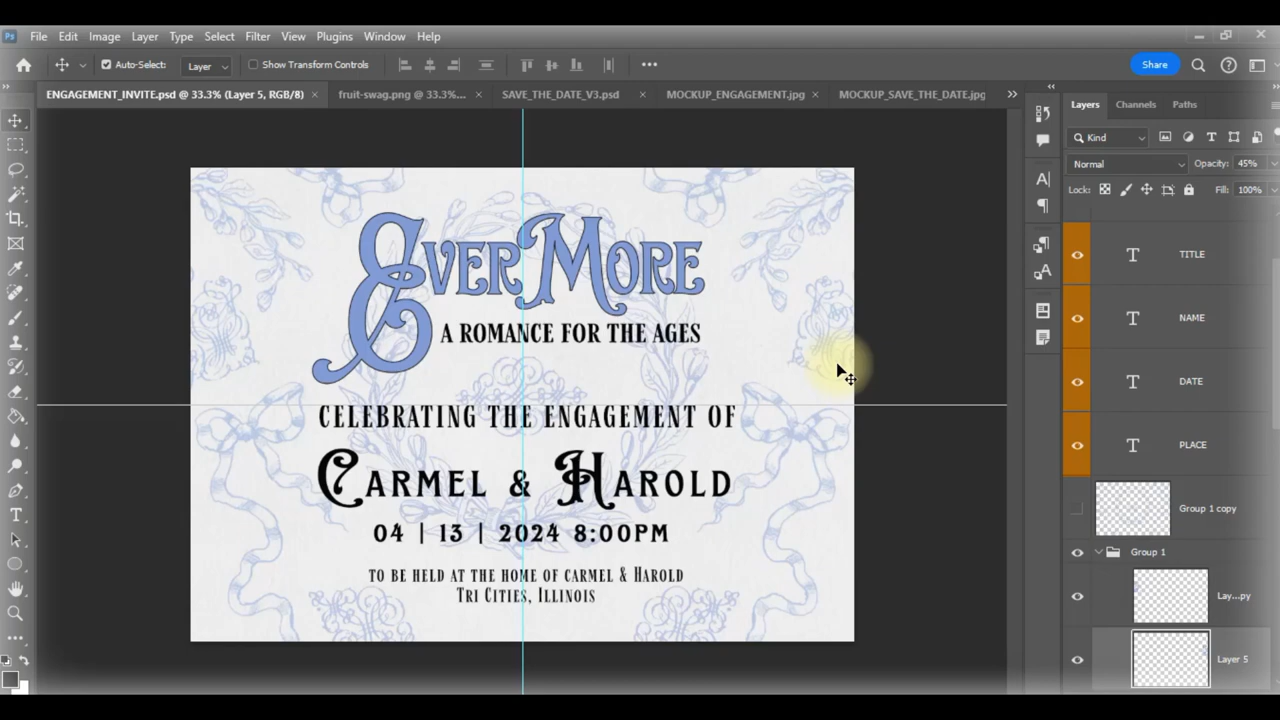 Ps File Edit Image Layer Type Select Filter View Plugins Window Help
Auto-Select: Layer Show Transform Controls Share
ENGAGEMENT_INVITE.psd @ 33.3% (Layer 5, RGB/8) fruit-swag.png @ 33.3%... SAVE_THE_DATE_V3.psd MOCKUP_ENGAGEMENT.jpg MOCKUP_SAVE_THE_DATE.jpg
Layers Channels Paths
Kind
Normal Opacity: 45%
Lock: Fill: 100%
TITLE
NAME
DATE
PLACE
Group 1 copy
Group 1
Lay...py
Layer 5
EVERMORE
A ROMANCE FOR THE AGES
CELEBRATING THE ENGAGEMENT OF
CARMEL & HAROLD
04 | 13 | 2024 8:00PM
TO BE HELD AT THE HOME OF CARMEL & HAROLD
TRI CITIES, ILLINOIS